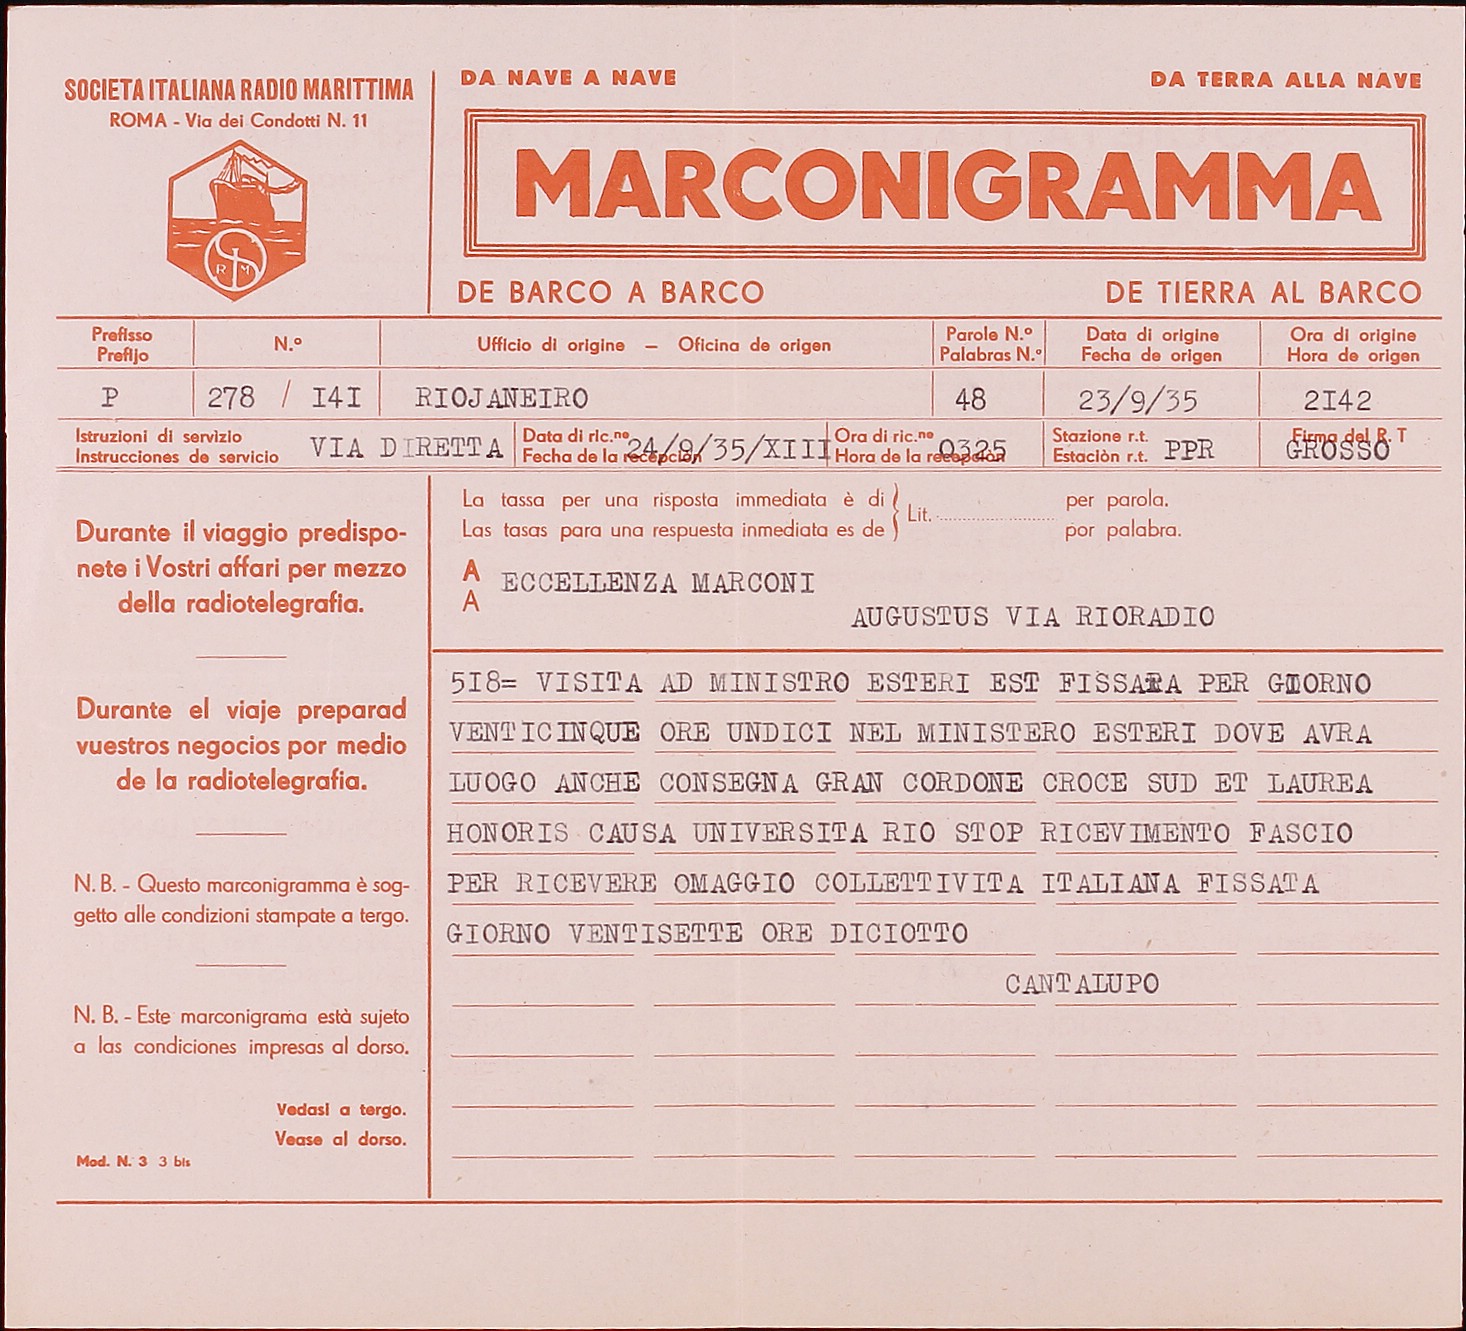 SOCIETA ITALIANA RADIO MARITTIMA
ROMA - Via dei Condotti N. 11
S R M
DA NAVE A NAVE
DA TERRA ALLA NAVE
MARCONIGRAMMA
DE BARCO A BARCO
DE TIERRA AL BARCO
Prefisso
Prefijo
N.º
Ufficio di origine — Oficina de origen
Parole N.º
Palabras N.º
Data di origine
Fecha de origen
Ora di origine
Hora de origen
P
278 / I4I
RIOJANEIRO
48
23/9/35
2I42
Istruzioni di servizio
Instrucciones de servicio
VIA DIRETTA
Data di ric.ne
Fecha de la recepciòn
24/9/35/XIII
Ora di ric.ne
Hora de la recepciòn
0325
Stazione r.t.
Estaciòn r.t.
PPR
Firma del R. T
GROSSO
Durante il viaggio predispo-
nete i Vostri affari per mezzo
della radiotelegrafia.
Durante el viaje preparad
vuestros negocios por medio
de la radiotelegrafia.
N. B. - Questo marconigramma è sog-
getto alle condizioni stampate a tergo.
N. B. - Este marconigrama està sujeto
a las condiciones impresas al dorso.
Vedasi a tergo.
Vease al dorso.
Mod. N. 3 3 bis
La tassa per una risposta immediata è di
Las tasas para una respuesta inmediata es de
Lit.
per parola.
por palabra.
A
A
ECCELLENZA MARCONI
AUGUSTUS VIA RIORADIO
5I8= VISITA AD MINISTRO ESTERI EST FISSATA PER GIORNO
VENTICINQUE ORE UNDICI NEL MINISTERO ESTERI DOVE AVRA
LUOGO ANCHE CONSEGNA GRAN CORDONE CROCE SUD ET LAUREA
HONORIS CAUSA UNIVERSITA RIO STOP RICEVIMENTO FASCIO
PER RICEVERE OMAGGIO COLLETTIVITA ITALIANA FISSATA
GIORNO VENTISETTE ORE DICIOTTO
CANTALUPO